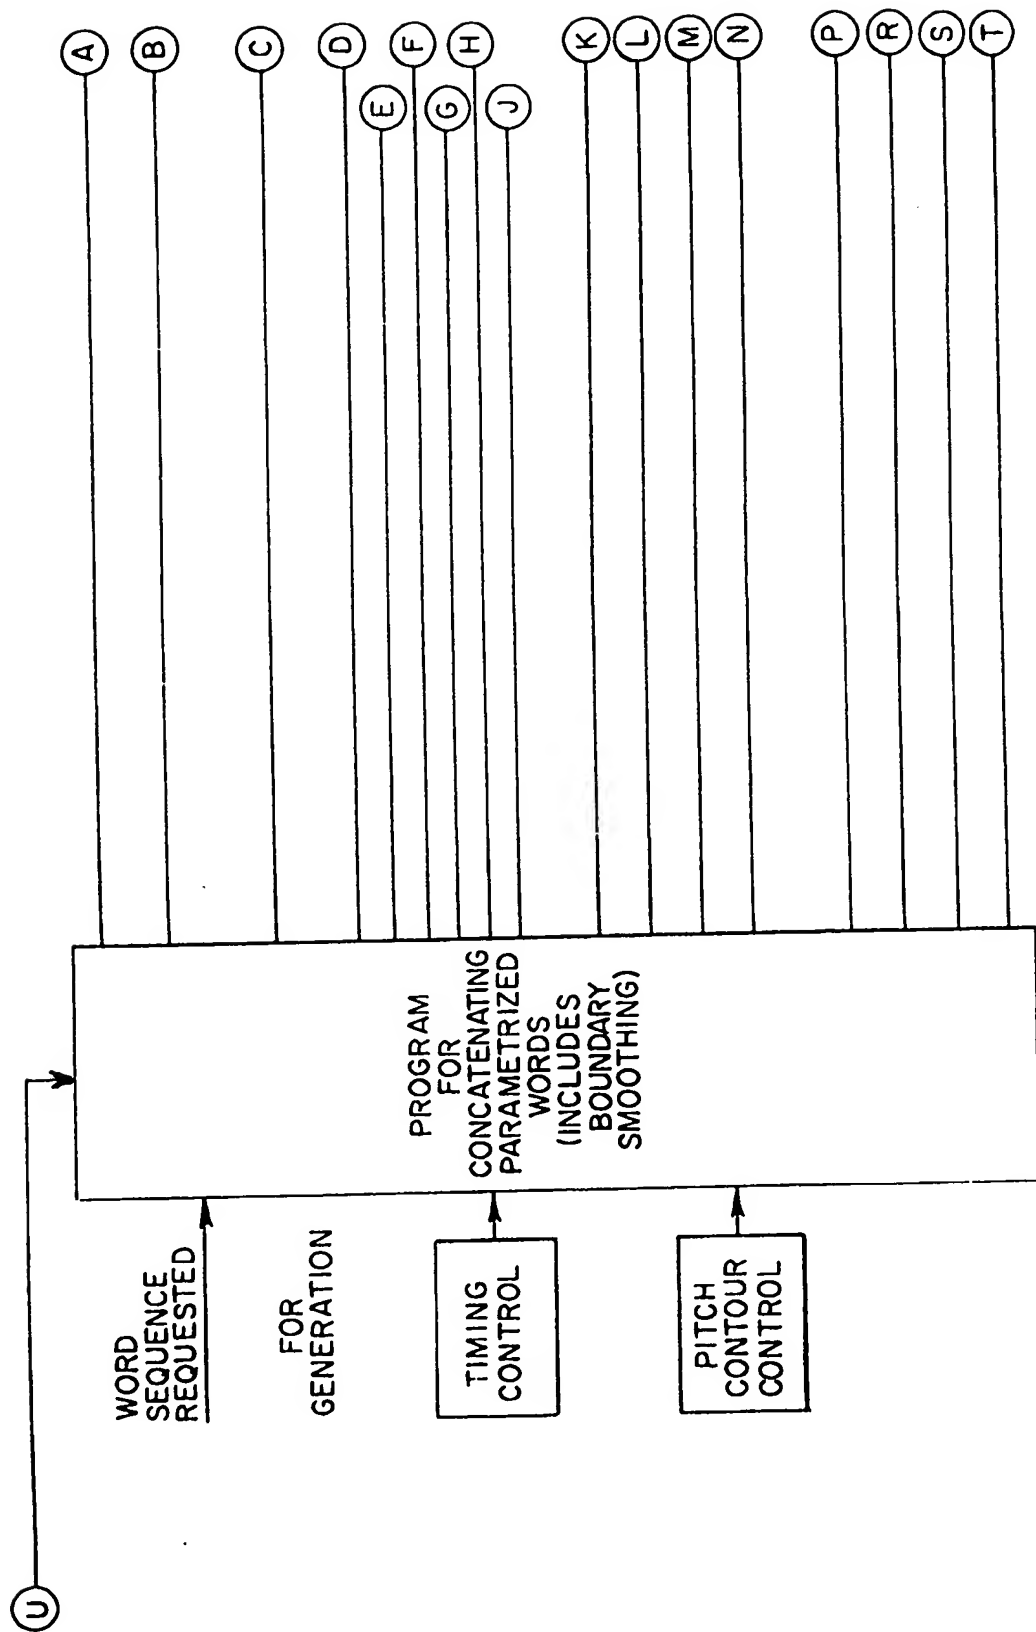 U
WORD
SEQUENCE
REQUESTED
FOR
GENERATION
TIMING
CONTROL
PITCH
CONTOUR
CONTROL
PROGRAM
FOR
CONCATENATING
PARAMETRIZED
WORDS
(INCLUDES
BOUNDARY
SMOOTHING)
A
B
C
D
E
F
G
H
J
K
L
M
N
P
R
S
T